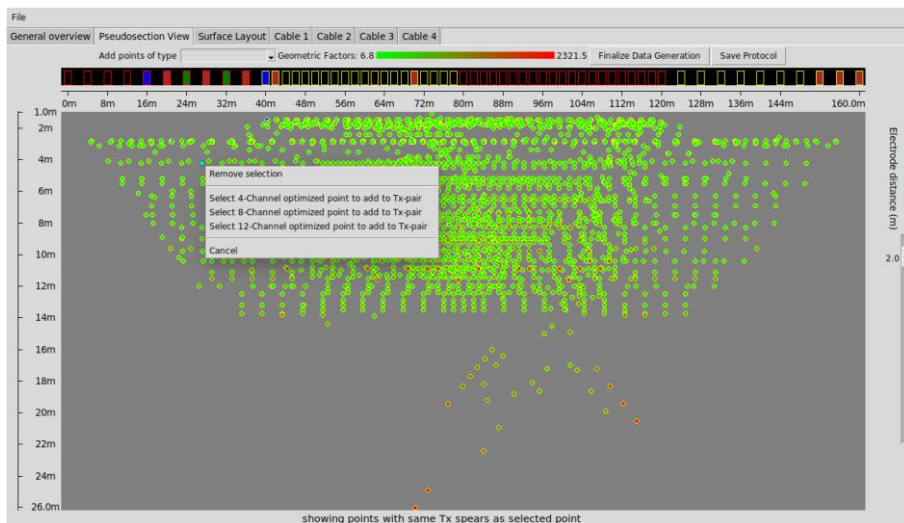 File
General overview Pseudosection View Surface Layout Cable 1 Cable 2 Cable 3 Cable 4
Add points of type Geometric Factors: 6.8 2321.5 Finalize Data Generation Save Protocol
0m 8m 16m 24m 32m 40m 48m 56m 64m 72m 80m 88m 96m 104m 112m 120m 128m 136m 144m 160.0m
1.0m
2m
4m
6m
8m
10m
12m
14m
16m
18m
20m
22m
24m
26.0m
Remove selection
Select 4-Channel optimized point to add to Tx-pair
Select 8-Channel optimized point to add to Tx-pair
Select 12-Channel optimized point to add to Tx-pair
Cancel
Electrode distance (m)
2.0
showing points with same Tx spears as selected point